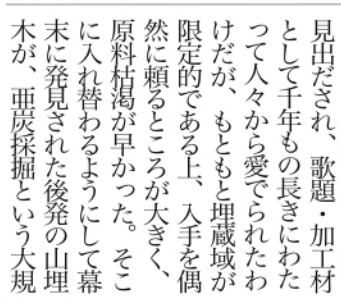 見出だされ、歌題・加工材
として千年もの長きにわた
って人々から愛でられたわ
けだが、もともと埋蔵域が
限定的である上、入手を偶
然に頼るところが大きく、
原料枯渇が早かった。そこ
に入れ替わるようにして幕
末に発見された後発の山埋
木が、亜炭採掘という大規